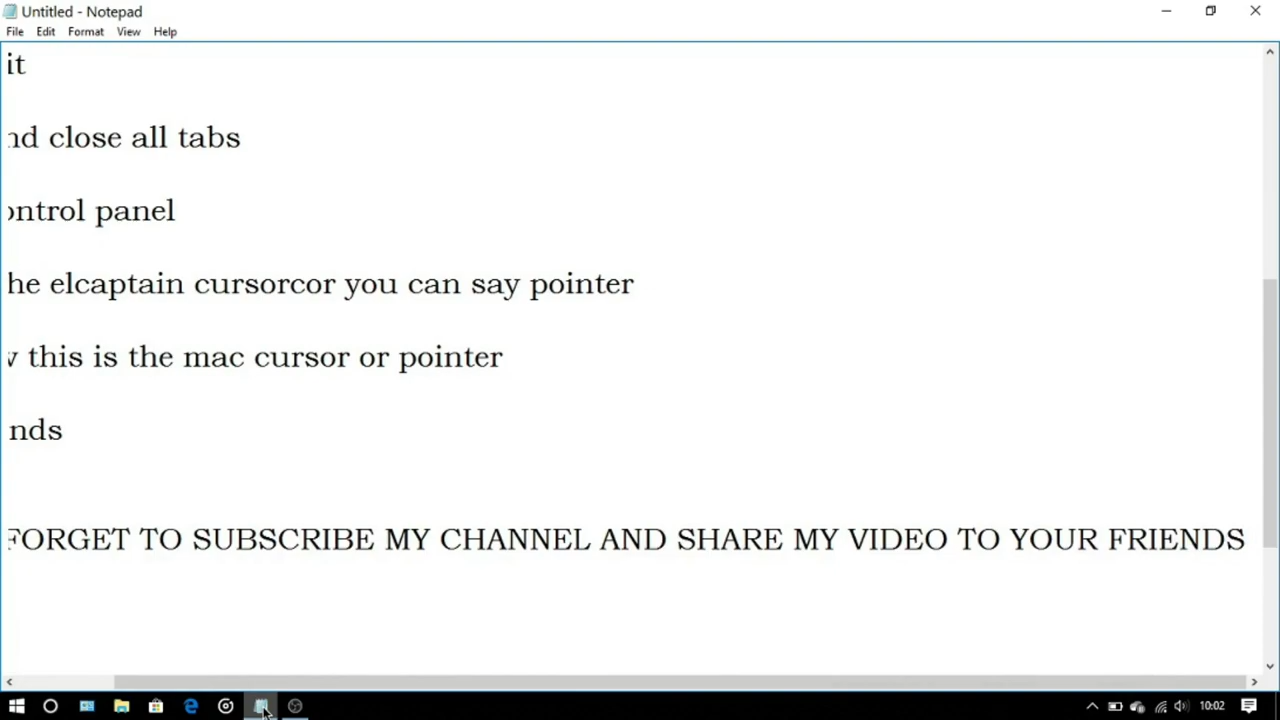 Untitled - Notepad
File Edit Format View Help
it
nd close all tabs
ontrol panel
he elcaptain cursorcor you can say pointer
this is the mac cursor or pointer
nds
FORGET TO SUBSCRIBE MY CHANNEL AND SHARE MY VIDEO TO YOUR FRIENDS
10:02